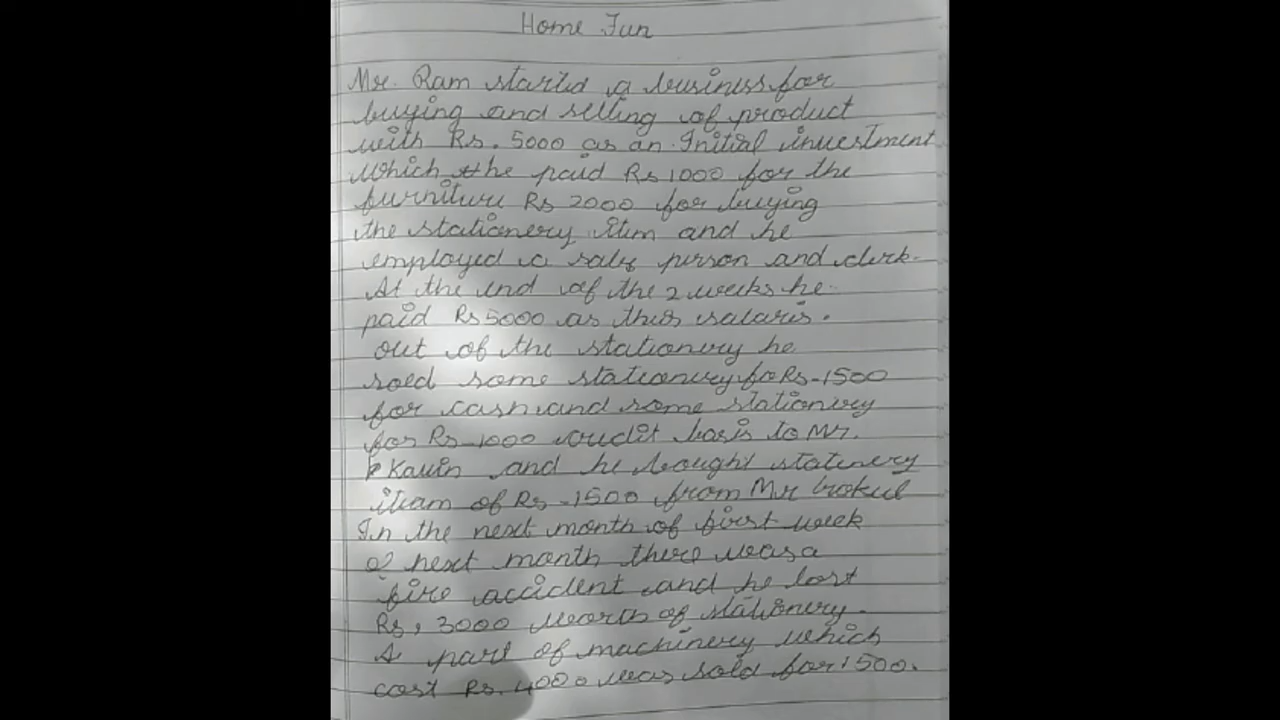 Home Fun
Mr. Ram started a business for
buying and selling of product
with Rs. 5000 as an Initial investment
which the paid Rs 1000 for the
furniture Rs 2000 for buying
the stationery item and he
employed a sales person and clerk.
At the end of the 2 weeks he
paid Rs 5000 as their salaris.
out of the stationery he
sold some stationery for Rs-1500
for cash and some stationery
for Rs-1000 credit basis to Mr.
Kavin and he bought statinery
item of Rs-1500 from Mr Gokul
In the next month of first week
of next month there was a
fire accident and he lost
Rs, 3000 worth of stationery.
A part of machinery which
cost Rs. 4000 was sold for 1500.